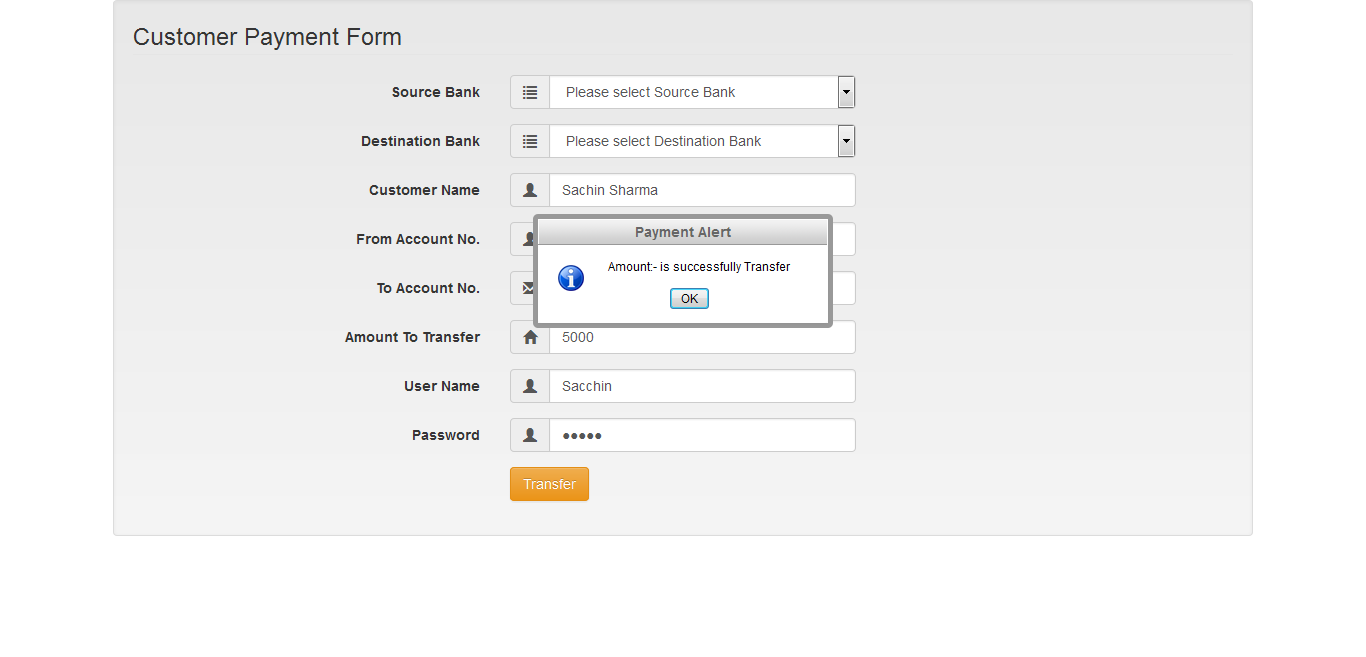 Customer Payment Form
Source Bank Please select Source Bank
Destination Bank Please select Destination Bank
Customer Name Sachin Sharma
From Account No.
Payment Alert
Amount:- is successfully Transfer
To Account No.
OK
Amount To Transfer 5000
User Name Sacchin
Password •••••
Transfer